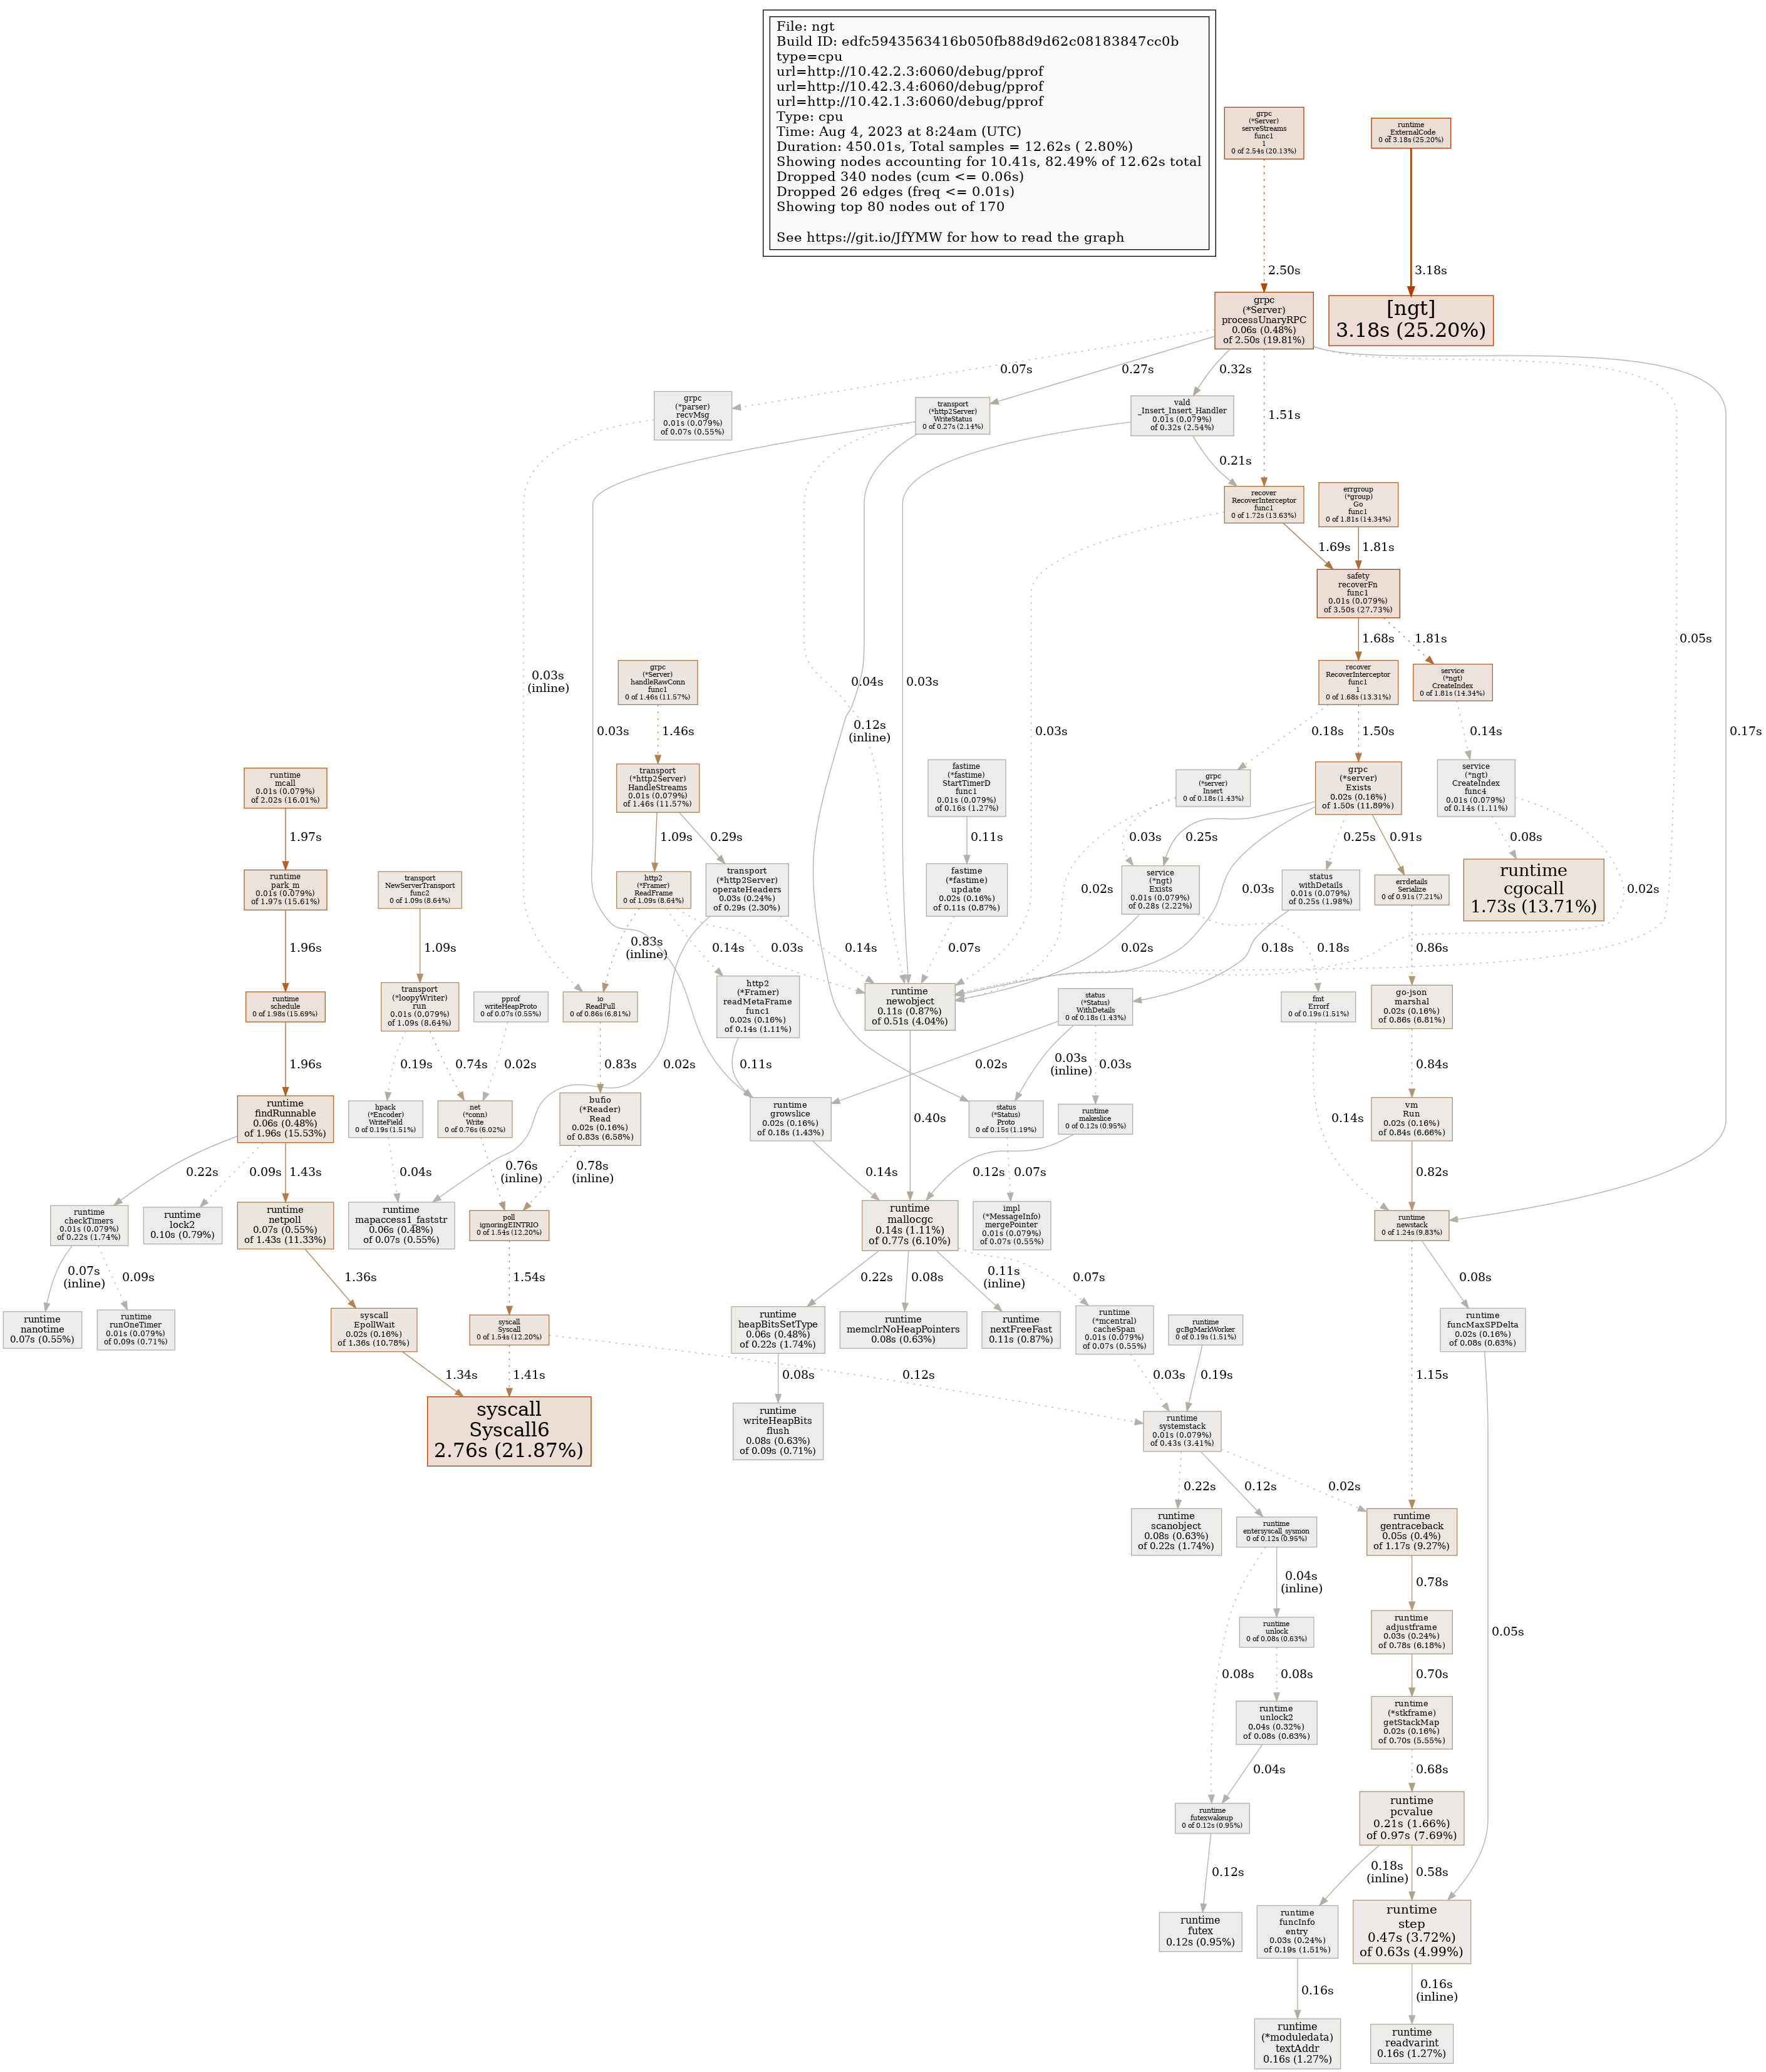 File: ngt
Build ID: edfc5943563416b050fb88d9d62c08183847cc0b
type=cpu
url=http://10.42.2.3:6060/debug/pprof
url=http://10.42.3.4:6060/debug/pprof
url=http://10.42.1.3:6060/debug/pprof
Type: cpu
Time: Aug 4, 2023 at 8:24am (UTC)
Duration: 450.01s, Total samples = 12.62s ( 2.80%)
Showing nodes accounting for 10.41s, 82.49% of 12.62s total
Dropped 340 nodes (cum <= 0.06s)
Dropped 26 edges (freq <= 0.01s)
Showing top 80 nodes out of 170
See https://git.io/JfYMW for how to read the graph
grpc
(*Server)
serveStreams
func1
1
0 of 2.54s (20.13%)
runtime
_ExternalCode
0 of 3.18s (25.20%)
2.50s
3.18s
grpc
(*Server)
processUnaryRPC
0.06s (0.48%)
of 2.50s (19.81%)
[ngt]
3.18s (25.20%)
0.07s
0.27s
0.32s
1.51s
0.05s
0.17s
grpc
(*parser)
recvMsg
0.01s (0.079%)
of 0.07s (0.55%)
transport
(*http2Server)
WriteStatus
0 of 0.27s (2.14%)
vald
_Insert_Insert_Handler
0.01s (0.079%)
of 0.32s (2.54%)
0.21s
recover
RecoverInterceptor
func1
0 of 1.72s (13.63%)
errgroup
(*group)
Go
func1
0 of 1.81s (14.34%)
1.69s
1.81s
safety
recoverFn
func1
0.01s (0.079%)
of 3.50s (27.73%)
1.68s
1.81s
0.03s
(inline)
0.03s
0.04s
0.12s
(inline)
0.03s
0.03s
grpc
(*Server)
handleRawConn
func1
0 of 1.46s (11.57%)
recover
RecoverInterceptor
func1
1
0 of 1.68s (13.31%)
service
(*ngt)
CreateIndex
0 of 1.81s (14.34%)
1.46s
0.18s
1.50s
0.14s
runtime
mcall
0.01s (0.079%)
of 2.02s (16.01%)
transport
(*http2Server)
HandleStreams
0.01s (0.079%)
of 1.46s (11.57%)
fastime
(*fastime)
StartTimerD
func1
0.01s (0.079%)
of 0.16s (1.27%)
grpc
(*server)
Insert
0 of 0.18s (1.43%)
grpc
(*server)
Exists
0.02s (0.16%)
of 1.50s (11.89%)
service
(*ngt)
CreateIndex
func4
0.01s (0.079%)
of 0.14s (1.11%)
1.97s
1.09s
0.29s
0.11s
0.03s
0.25s
0.25s
0.91s
0.08s
0.02s
0.03s
0.02s
runtime
park_m
0.01s (0.079%)
of 1.97s (15.61%)
transport
NewServerTransport
func2
0 of 1.09s (8.64%)
http2
(*Framer)
ReadFrame
0 of 1.09s (8.64%)
transport
(*http2Server)
operateHeaders
0.03s (0.24%)
of 0.29s (2.30%)
fastime
(*fastime)
update
0.02s (0.16%)
of 0.11s (0.87%)
service
(*ngt)
Exists
0.01s (0.079%)
of 0.28s (2.22%)
status
withDetails
0.01s (0.079%)
of 0.25s (1.98%)
errdetails
Serialize
0 of 0.91s (7.21%)
runtime
cgocall
1.73s (13.71%)
1.96s
1.09s
0.83s
(inline)
0.14s
0.03s
0.14s
0.07s
0.02s
0.18s
0.18s
0.86s
runtime
schedule
0 of 1.98s (15.69%)
transport
(*loopyWriter)
run
0.01s (0.079%)
of 1.09s (8.64%)
pprof
writeHeapProto
0 of 0.07s (0.55%)
io
ReadFull
0 of 0.86s (6.81%)
http2
(*Framer)
readMetaFrame
func1
0.02s (0.16%)
of 0.14s (1.11%)
runtime
newobject
0.11s (0.87%)
of 0.51s (4.04%)
status
(*Status)
WithDetails
0 of 0.18s (1.43%)
fmt
Errorf
0 of 0.19s (1.51%)
go-json
marshal
0.02s (0.16%)
of 0.86s (6.81%)
1.96s
0.19s
0.74s
0.02s
0.83s
0.02s
0.11s
0.40s
0.02s
0.03s
(inline)
0.03s
0.14s
0.84s
runtime
findRunnable
0.06s (0.48%)
of 1.96s (15.53%)
hpack
(*Encoder)
WriteField
0 of 0.19s (1.51%)
net
(*conn)
Write
0 of 0.76s (6.02%)
bufio
(*Reader)
Read
0.02s (0.16%)
of 0.83s (6.58%)
runtime
growslice
0.02s (0.16%)
of 0.18s (1.43%)
status
(*Status)
Proto
0 of 0.15s (1.19%)
runtime
makeslice
0 of 0.12s (0.95%)
vm
Run
0.02s (0.16%)
of 0.84s (6.66%)
0.22s
0.09s
1.43s
0.04s
0.76s
(inline)
0.78s
(inline)
0.14s
0.12s
0.07s
0.82s
runtime
checkTimers
0.01s (0.079%)
of 0.22s (1.74%)
runtime
lock2
0.10s (0.79%)
runtime
netpoll
0.07s (0.55%)
of 1.43s (11.33%)
runtime
mapaccess1_faststr
0.06s (0.48%)
of 0.07s (0.55%)
poll
ignoringEINTRIO
0 of 1.54s (12.20%)
runtime
mallocgc
0.14s (1.11%)
of 0.77s (6.10%)
impl
(*MessageInfo)
mergePointer
0.01s (0.079%)
of 0.07s (0.55%)
runtime
newstack
0 of 1.24s (9.83%)
0.07s
(inline)
0.09s
1.36s
1.54s
0.22s
0.08s
0.11s
(inline)
0.07s
0.08s
runtime
nanotime
0.07s (0.55%)
runtime
runOneTimer
0.01s (0.079%)
of 0.09s (0.71%)
syscall
EpollWait
0.02s (0.16%)
of 1.36s (10.78%)
syscall
Syscall
0 of 1.54s (12.20%)
runtime
heapBitsSetType
0.06s (0.48%)
of 0.22s (1.74%)
runtime
memclrNoHeapPointers
0.08s (0.63%)
runtime
nextFreeFast
0.11s (0.87%)
runtime
(*mcentral)
cacheSpan
0.01s (0.079%)
of 0.07s (0.55%)
runtime
gcBgMarkWorker
0 of 0.19s (1.51%)
runtime
funcMaxSPDelta
0.02s (0.16%)
of 0.08s (0.63%)
1.34s
1.41s
0.08s
0.12s
0.03s
0.19s
1.15s
syscall
Syscall6
2.76s (21.87%)
runtime
writeHeapBits
flush
0.08s (0.63%)
of 0.09s (0.71%)
runtime
systemstack
0.01s (0.079%)
of 0.43s (3.41%)
0.22s
0.12s
0.02s
runtime
scanobject
0.08s (0.63%)
of 0.22s (1.74%)
runtime
entersyscall_sysmon
0 of 0.12s (0.95%)
runtime
gentraceback
0.05s (0.4%)
of 1.17s (9.27%)
0.04s
(inline)
0.78s
runtime
unlock
0 of 0.08s (0.63%)
runtime
adjustframe
0.03s (0.24%)
of 0.78s (6.18%)
0.05s
0.08s
0.08s
0.70s
runtime
unlock2
0.04s (0.32%)
of 0.08s (0.63%)
runtime
(*stkframe)
getStackMap
0.02s (0.16%)
of 0.70s (5.55%)
0.04s
0.68s
runtime
futexwakeup
0 of 0.12s (0.95%)
runtime
pcvalue
0.21s (1.66%)
of 0.97s (7.69%)
0.12s
0.18s
(inline)
0.58s
runtime
futex
0.12s (0.95%)
runtime
funcInfo
entry
0.03s (0.24%)
of 0.19s (1.51%)
runtime
step
0.47s (3.72%)
of 0.63s (4.99%)
0.16s
0.16s
(inline)
runtime
(*moduledata)
textAddr
0.16s (1.27%)
runtime
readvarint
0.16s (1.27%)